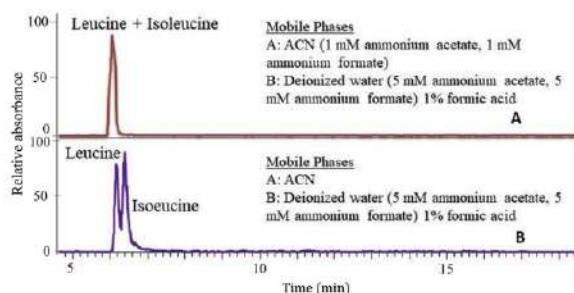 100
50
0
Relative absorbance
Leucine + Isoleucine
Mobile Phases
A: ACN (1 mM ammonium acetate, 1 mM
ammonium formate)
B: Deionized water (5 mM ammonium acetate, 5
mM ammonium formate) 1% formic acid
A
100
50
0
Leucine
Isoeucine
Mobile Phases
A: ACN
B: Deionized water (5 mM ammonium acetate, 5
mM ammonium formate) 1% formic acid
B
5 10 15
Time [min]